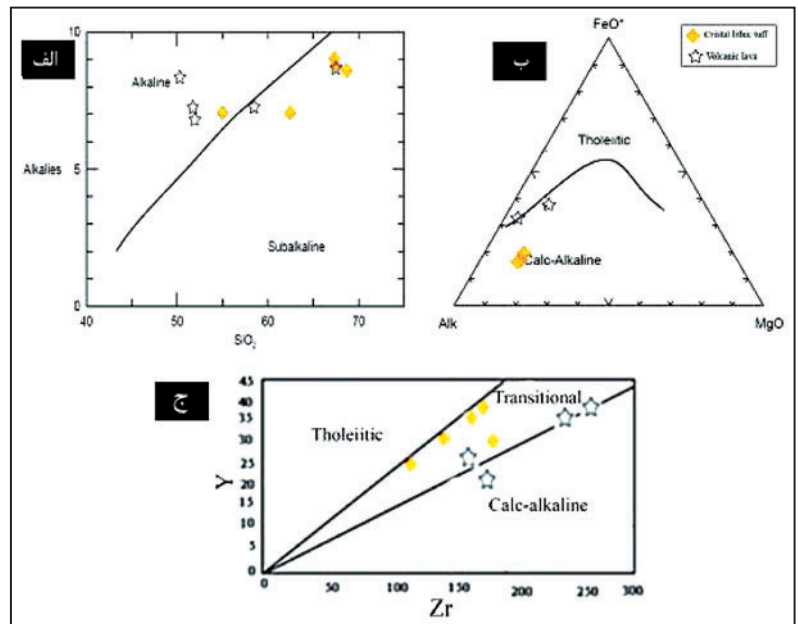 الف
10
5
0
Alkalies
Alkaline
Subalkaline
40
50
60
70
SiO2
ب
FeO*
Cristal lithic tuff
Volcanic lava
Tholeiitic
Calc-Alkaline
Alk
MgO
ج
45
40
35
30
25
20
15
10
5
0
Y
Tholeiitic
Transitional
Calc-alkaline
0
50
100
150
200
250
300
Zr